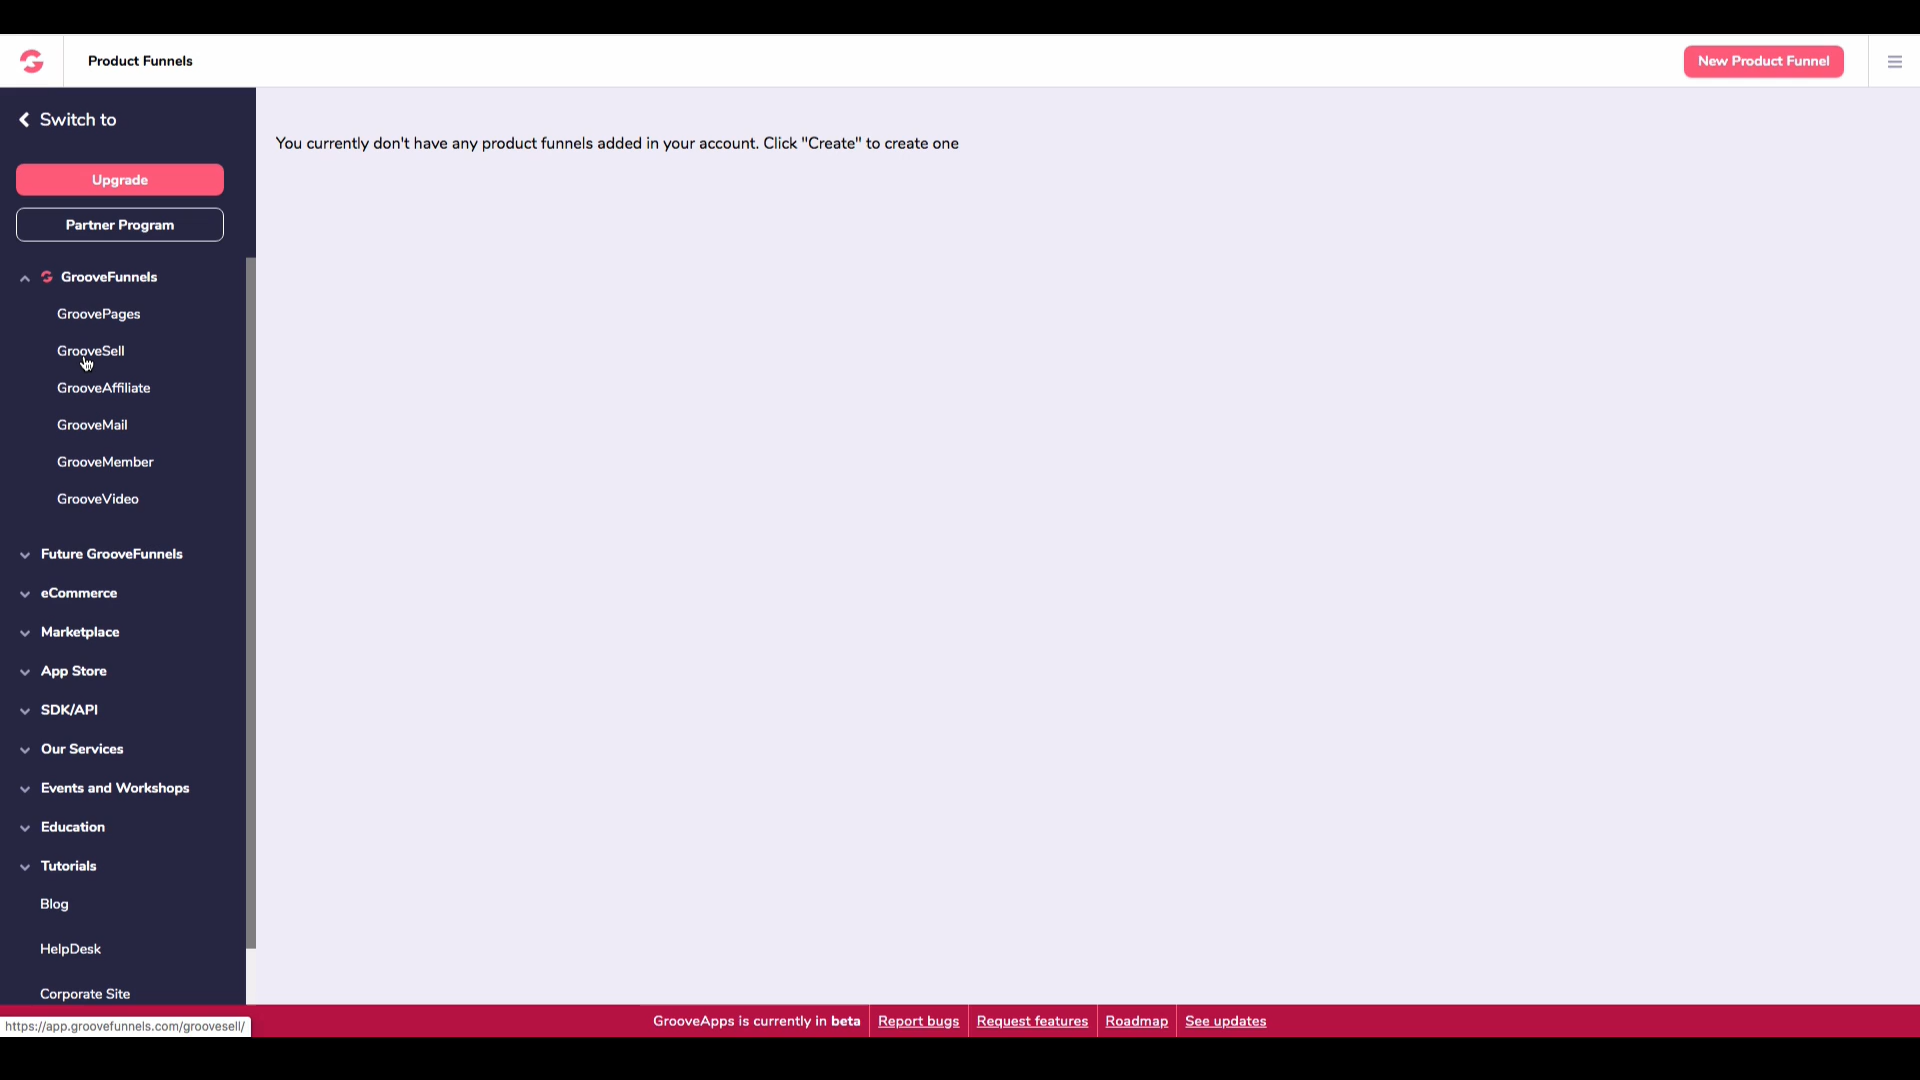 Product Funnels
New Product Funnel
Switch to
You currently don't have any product funnels added in your account. Click "Create" to create one
Upgrade
Partner Program
GrooveFunnels
GroovePages
GrooveSell
GrooveAffiliate
GrooveMail
GrooveMember
GrooveVideo
Future GrooveFunnels
eCommerce
Marketplace
App Store
SDK/API
Our Services
Events and Workshops
Education
Tutorials
Blog
HelpDesk
Corporate Site
GrooveApps is currently in beta Report bugs Request features Roadmap See updates
https://app.groovefunnels.com/groovesell/